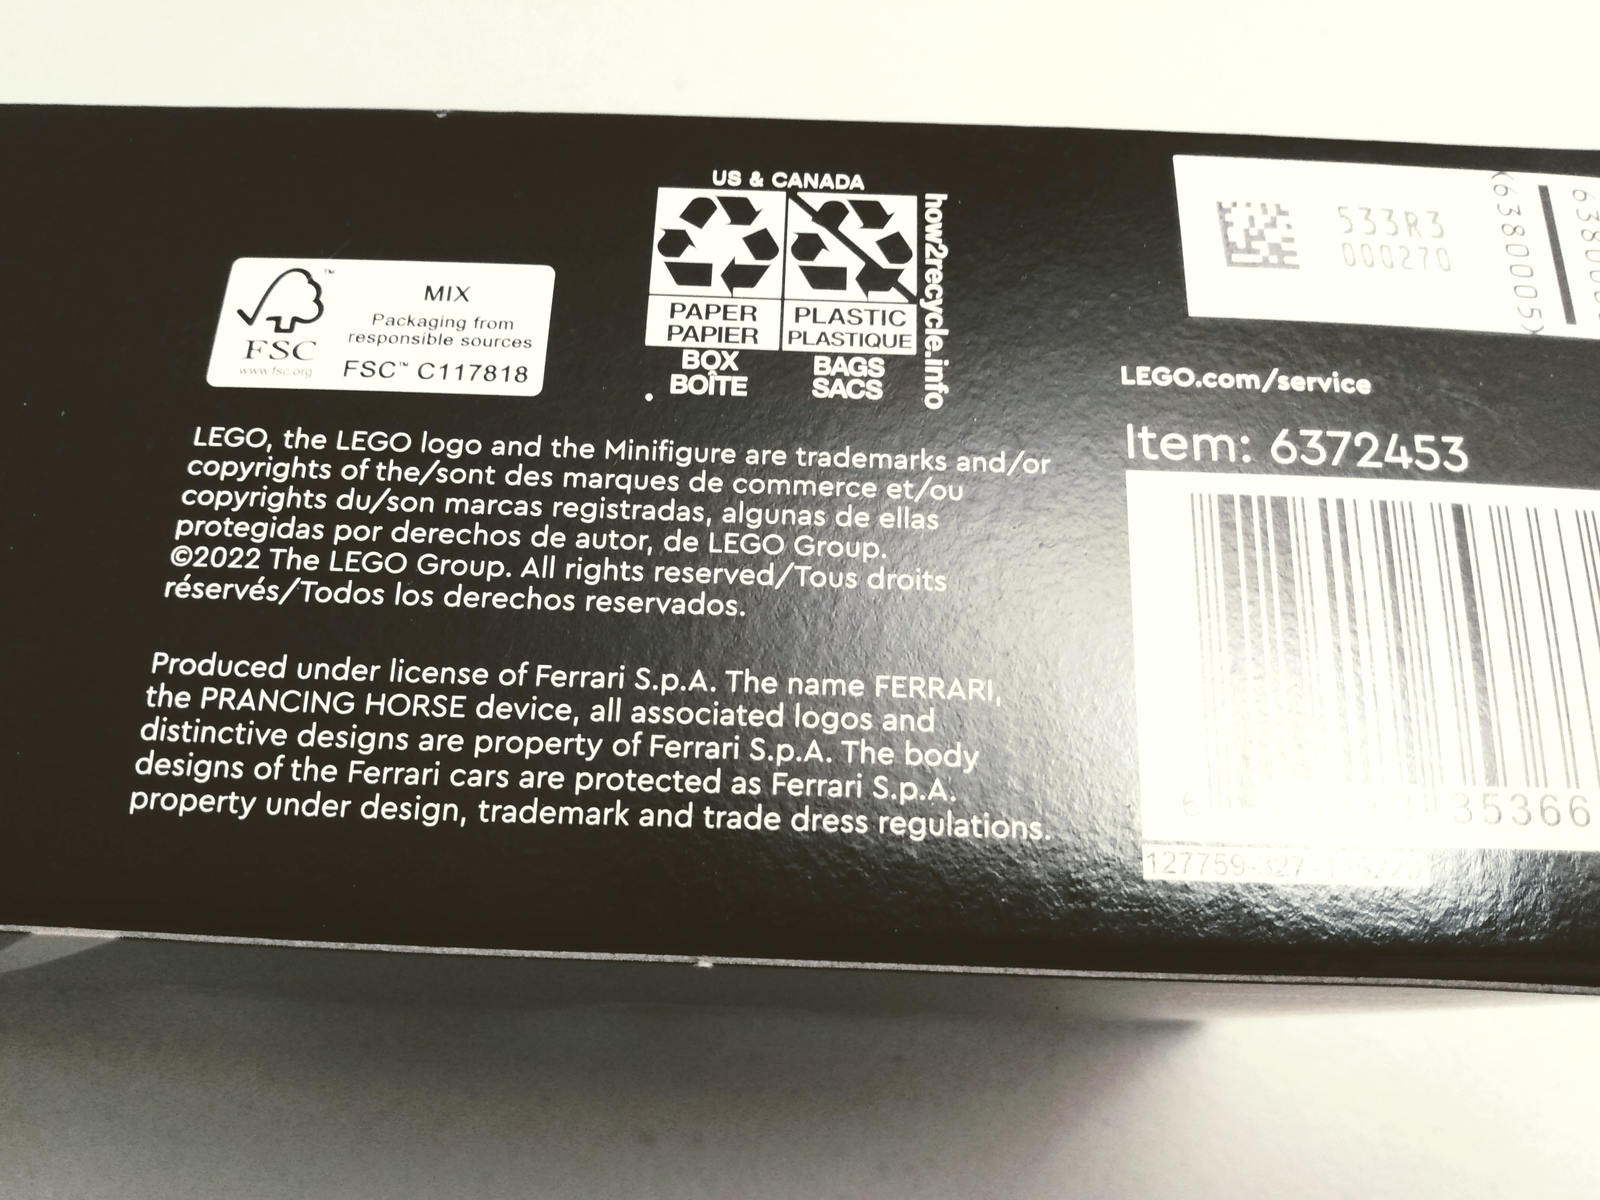 US & CANADA
PAPER
PAPIER
BOX
BOÎTE
PLASTIC
PLASTIQUE
BAGS
SACS
how2recycle.info
MIX
Packaging from
responsible sources
FSC™ C117818
FSC
www.fsc.org
LEGO, the LEGO logo and the Minifigure are trademarks and/or
copyrights of the/sont des marques de commerce et/ou
copyrights du/son marcas registradas, algunas de ellas
protegidas por derechos de autor, de LEGO Group.
©2022 The LEGO Group. All rights reserved/Tous droits
réservés/Todos los derechos reservados.
Produced under license of Ferrari S.p.A. The name FERRARI,
the PRANCING HORSE device, all associated logos and
distinctive designs are property of Ferrari S.p.A. The body
designs of the Ferrari cars are protected as Ferrari S.p.A.
property under design, trademark and trade dress regulations.
533R3
000270
(6380005)
LEGO.com/service
Item: 6372453
6
35366